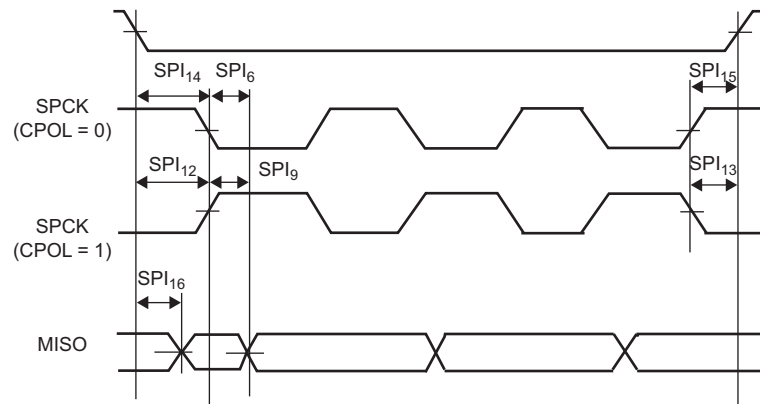 SPI14 SPI6 SPI15
SPCK
(CPOL = 0)
SPI12 SPI9 SPI13
SPCK
(CPOL = 1)
SPI16
MISO